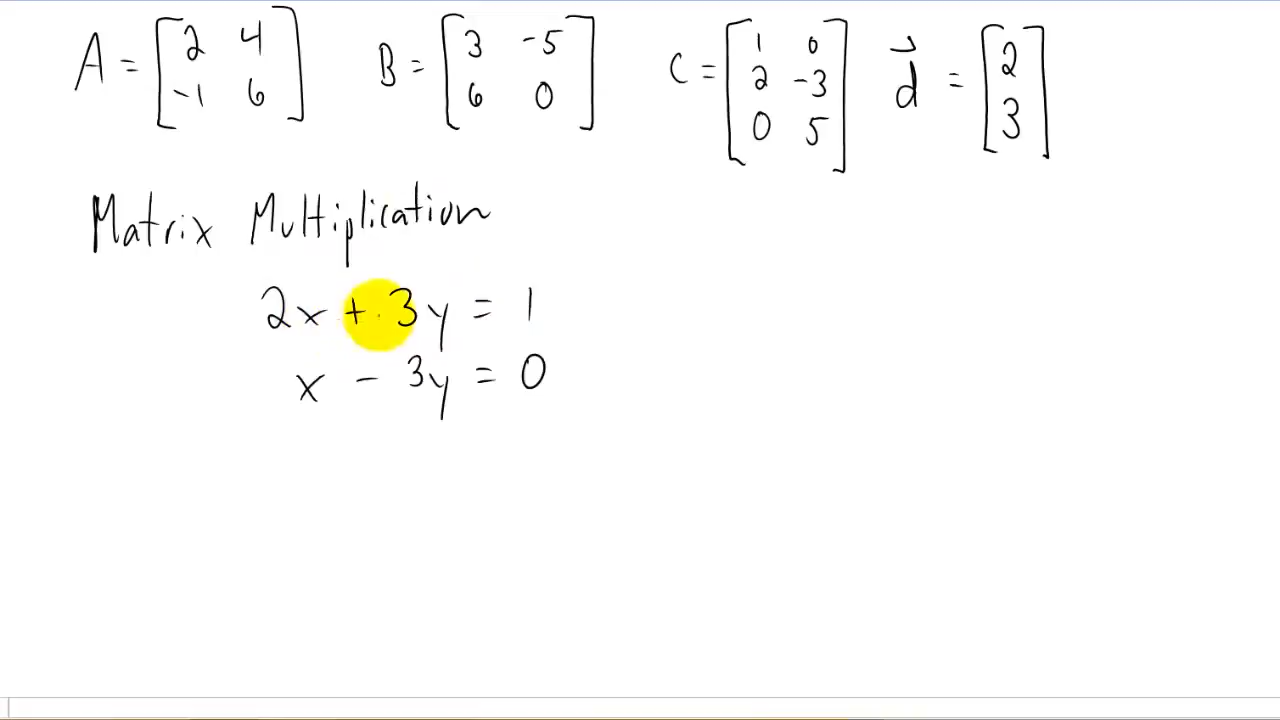 A = [2 4; -1 6] B = [3 -5; 6 0] C = [1 0; 2 -3; 0 5] d⃗ = [2; 3]
Matrix Multiplication
2x + 3y = 1
x - 3y = 0